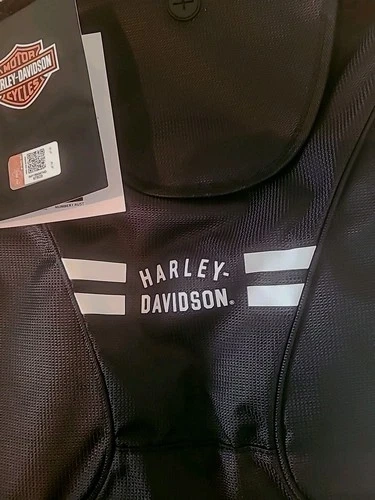 MOTOR
HARLEY-DAVIDSON
CYCLES
HARLEY-
DAVIDSON.